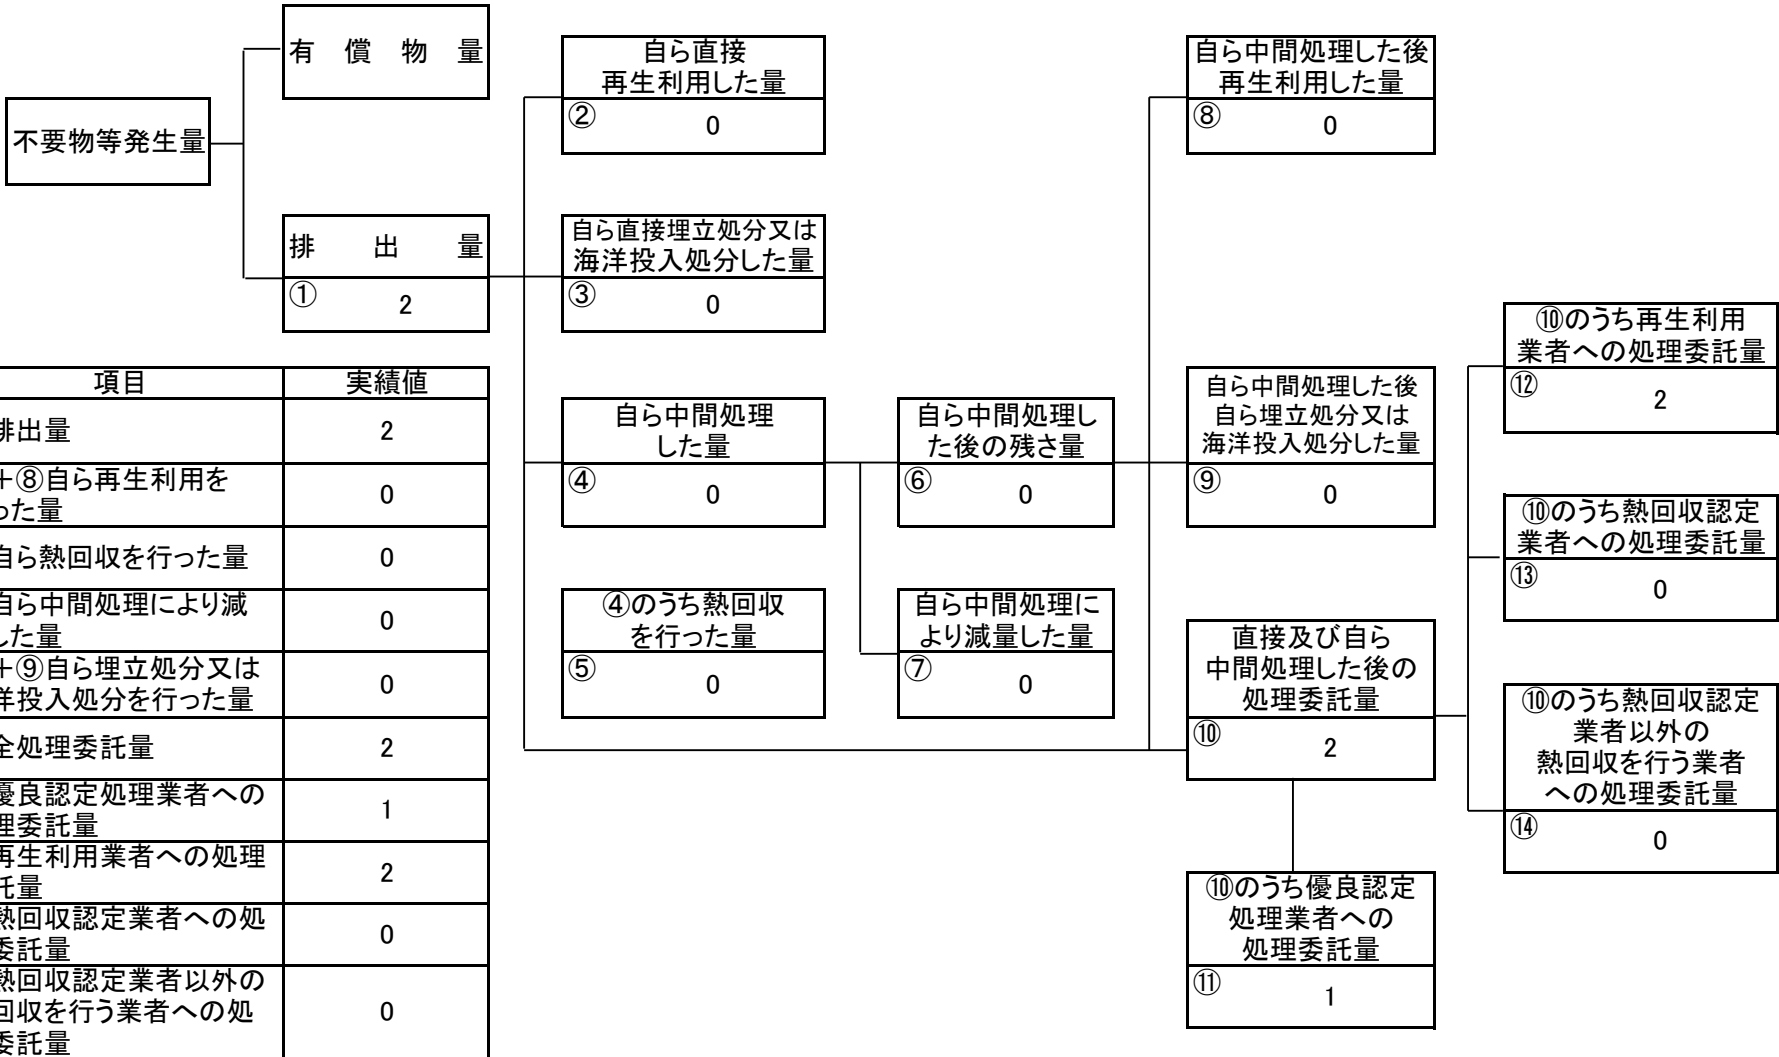 有償物量
不要物等発生量
排出量
① 2
自ら直接
再生利用した量
② 0
自ら直接埋立処分又は
海洋投入処分した量
③ 0
自ら中間処理
した量
④ 0
④のうち熱回収
を行った量
⑤ 0
自ら中間処理し
た後の残さ量
⑥ 0
自ら中間処理に
より減量した量
⑦ 0
自ら中間処理した後
再生利用した量
⑧ 0
自ら中間処理した後
自ら埋立処分又は
海洋投入処分した量
⑨ 0
直接及び自ら
中間処理した後の
処理委託量
⑩ 2
⑩のうち優良認定
処理業者への
処理委託量
⑪ 1
⑩のうち再生利用
業者への処理委託量
⑫ 2
⑩のうち熱回収認定
業者への処理委託量
⑬ 0
⑩のうち熱回収認定
業者以外の
熱回収を行う業者
への処理委託量
⑭ 0
項目 実績値
排出量 2
+⑧自ら再生利用を
った量 0
自ら熱回収を行った量 0
自ら中間処理により減
した量 0
+⑨自ら埋立処分又は
洋投入処分を行った量 0
全処理委託量 2
優良認定処理業者への
理委託量 1
再生利用業者への処理
託量 2
熱回収認定業者への処
委託量 0
熱回収認定業者以外の
回収を行う業者への処
委託量 0